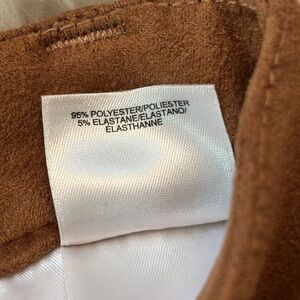 95% POLYESTER/POLIESTER
5% ELASTANE/ELASTANO/
ÉLASTHANNE